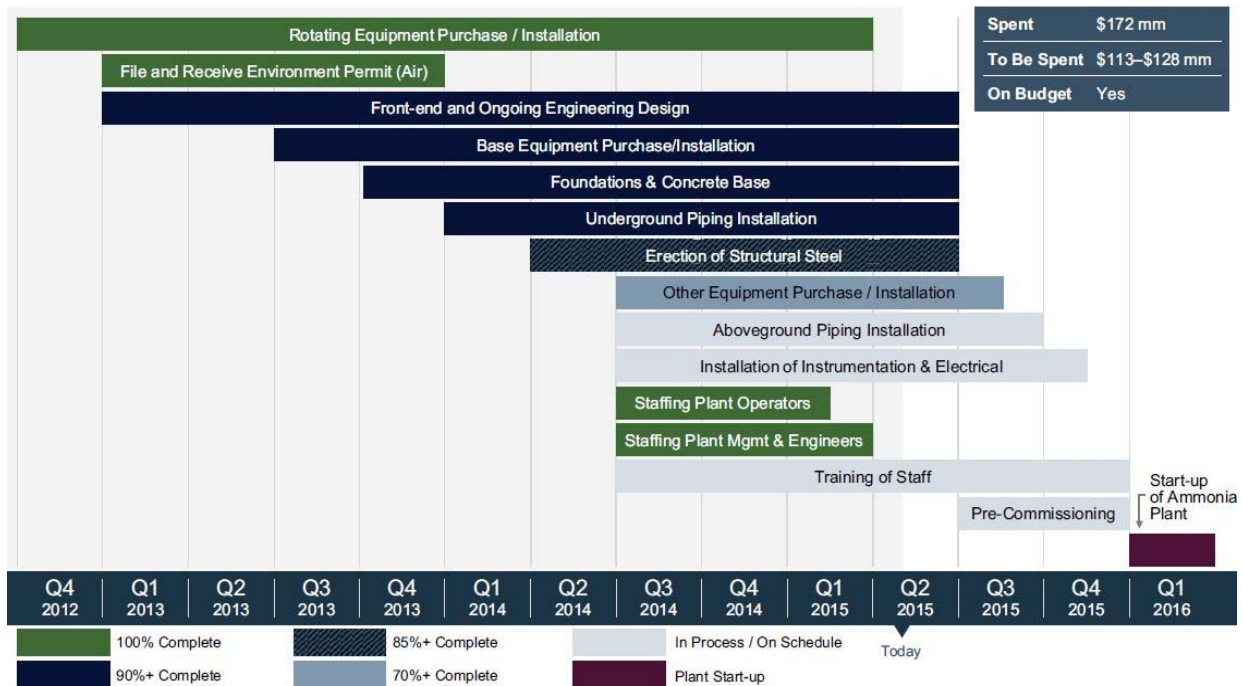 Rotating Equipment Purchase / Installation
Spent $172 mm
To Be Spent $113–$128 mm
On Budget Yes
File and Receive Environment Permit (Air)
Front-end and Ongoing Engineering Design
Base Equipment Purchase/Installation
Foundations & Concrete Base
Underground Piping Installation
Erection of Structural Steel
Other Equipment Purchase / Installation
Aboveground Piping Installation
Installation of Instrumentation & Electrical
Staffing Plant Operators
Staffing Plant Mgmt & Engineers
Training of Staff
Pre-Commissioning
Start-up
of Ammonia
Plant
Q4 Q1 Q2 Q3 Q4 Q1 Q2 Q3 Q4 Q1 Q2 Q3 Q4 Q1
2012 2013 2013 2013 2013 2014 2014 2014 2014 2015 2015 2015 2015 2016
100% Complete 85%+ Complete In Process / On Schedule Today
90%+ Complete 70%+ Complete Plant Start-up